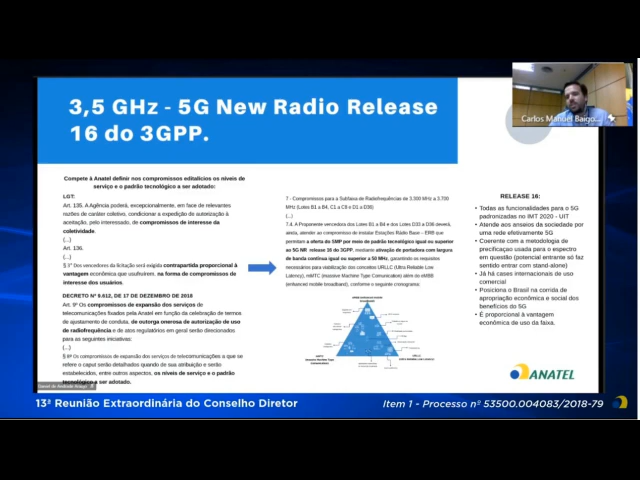 3,5 GHz - 5G New Radio Release
16 do 3GPP.
Carlos Manuel Baigo...
Compete à Anatel definir nos compromissos editalícios os níveis de
serviço e o padrão tecnológico a ser adotado:
LGT:
Art. 135. A Agência poderá, excepcionalmente, em face de relevantes
razões de caráter coletivo, condicionar a expedição de autorização à
aceitação, pelo interessado, de compromissos de interesse da
coletividade.
(...)
Art. 136.
(...)
§ 3° Dos vencedores da licitação será exigida contrapartida proporcional à
vantagem econômica que usufruírem, na forma de compromissos de
interesse dos usuários.
DECRETO Nº 9.612, DE 17 DE DEZEMBRO DE 2018
Art. 9º Os compromissos de expansão dos serviços de
telecomunicações fixados pela Anatel em função da celebração de termos
de ajustamento de conduta, de outorga onerosa de autorização de uso
de radiofrequência e de atos regulatórios em geral serão direcionados
para as seguintes iniciativas:
(...)
§ 6º Os compromissos de expansão dos serviços de telecomunicações a que se
refere o caput serão detalhados quando de sua atribuição e serão
estabelecidos, entre outros aspectos, os níveis de serviço e o padrão
tecnológico a ser adotado.
7 - Compromissos para a Subfaixa de Radiofrequências de 3.300 MHz a 3.700
MHz (Lotes B1 a B4, C1 a C8 e D1 a D36)
(...)
7.4. A Proponente vencedora dos Lotes B1 a B4 e dos Lotes D33 a D36 deverá,
ainda, atender ao compromisso de instalar Estações Rádio Base – ERB que
permitam a oferta do SMP por meio de padrão tecnológico igual ou superior
ao 5G NR release 16 do 3GPP, mediante ativação de portadora com largura
de banda contínua igual ou superior a 50 MHz, garantindo os requisitos
necessários para viabilização dos conceitos URLLC (Ultra Reliable Low
Latency), mMTC (massive Machine Type Comunication) além do eMBB
(enhanced mobile broadband), conforme o seguinte cronograma:
RELEASE 16:
• Todas as funcionalidades para o 5G
padronizadas no IMT 2020 - UIT
• Atende aos anseios da sociedade por
uma rede efetivamente 5G
• Coerente com a metodologia de
precificação usada para o espectro
em questão (potencial entrante só faz
sentido entrar com stand-alone)
• Já há cases internacionais de uso
comercial
• Posiciona o Brasil na corrida de
apropriação econômica e social dos
benefícios do 5G
• É proporcional à vantagem
econômica de uso da faixa.
ANATEL
13ª Reunião Extraordinária do Conselho Diretor
Item 1 - Processo nº 53500.004083/2018-79